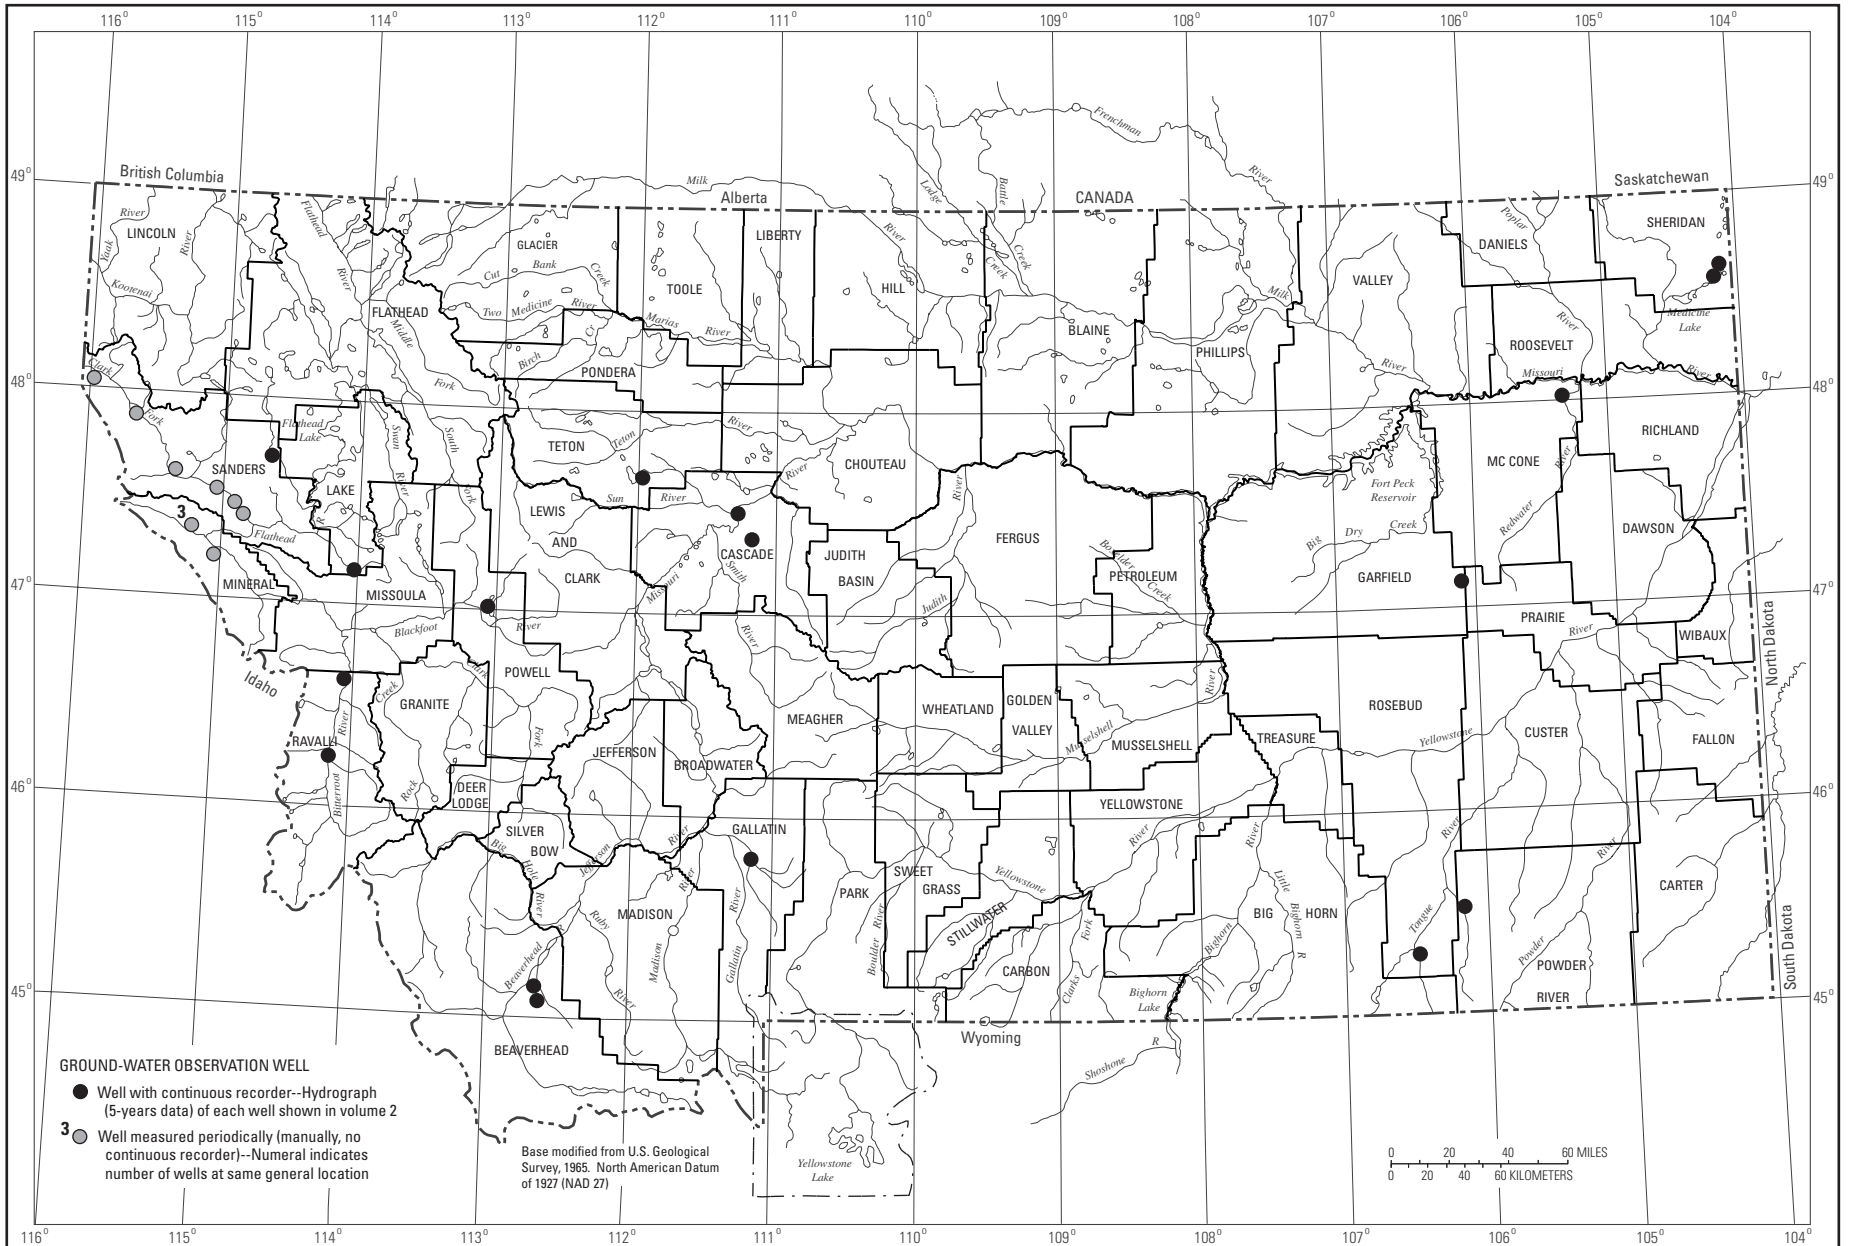 116° 115° 114° 113° 112° 111° 110° 109° 108° 107° 106° 105° 104°
49°
49°
48°
48°
47°
47°
46°
46°
45°
45°
British Columbia
Alberta
CANADA
Saskatchewan
North Dakota
South Dakota
Wyoming
Idaho
LINCOLN
GLACIER
TOOLE
LIBERTY
HILL
BLAINE
PHILLIPS
VALLEY
DANIELS
SHERIDAN
ROOSEVELT
FLATHEAD
PONDERA
TETON
CHOUTEAU
SANDERS
LAKE
LEWIS
AND
CLARK
CASCADE
JUDITH
BASIN
FERGUS
PETROLEUM
GARFIELD
MC CONE
RICHLAND
DAWSON
PRAIRIE
WIBAUX
MINERAL
MISSOULA
POWELL
GRANITE
RAVALLI
DEER
LODGE
SILVER
BOW
JEFFERSON
BROADWATER
MEAGHER
WHEATLAND
GOLDEN
VALLEY
MUSSELSHELL
TREASURE
ROSEBUD
CUSTER
FALLON
YELLOWSTONE
GALLATIN
PARK
SWEET
GRASS
STILLWATER
CARBON
BIG
HORN
POWDER
RIVER
CARTER
MADISON
BEAVERHEAD
Yaak
River
Kootenai
River
Flathead
River
Middle
Fork
South
Fork
Swan
River
Flathead
Lake
Flathead
R
Clark
Fork
3
Cut
Bank
Creek
Two
Medicine
River
Birch
Cr
Marias
River
Teton
River
Sun
River
Missouri
River
Smith
River
Milk
River
Lodge
Creek
Battle
Creek
Frenchman
River
Milk
River
Poplar
River
Medicine
Lake
Missouri
River
Fort Peck
Reservoir
Big
Dry
Creek
Redwater
River
Judith
River
Boxelder
Creek
Musselshell
River
Blackfoot
River
Clark
Fork
Rock
Creek
Bitterroot
River
Big
Hole
River
Jefferson
River
Ruby
River
Beaverhead
R
Madison
River
Gallatin
River
Boulder
River
Yellowstone
River
Clarks
Fork
Bighorn
River
Little
Bighorn
R
Bighorn
Lake
Shoshone
R
Yellowstone
River
Tongue
River
Powder
River
Yellowstone
Lake
GROUND-WATER OBSERVATION WELL
Well with continuous recorder--Hydrograph
(5-years data) of each well shown in volume 2
3
Well measured periodically (manually, no
continuous recorder)--Numeral indicates
number of wells at same general location
Base modified from U.S. Geological
Survey, 1965. North American Datum
of 1927 (NAD 27)
0 20 40 60 MILES
0 20 40 60 KILOMETERS
116° 115° 114° 113° 112° 111° 110° 109° 108° 107° 106° 105° 104°